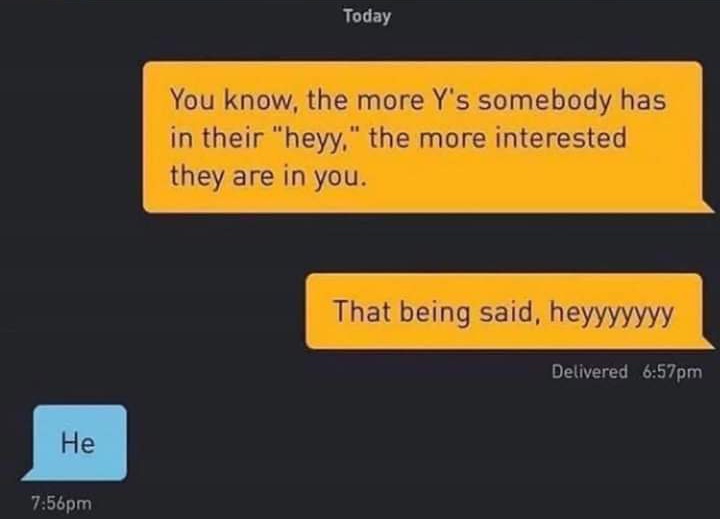 Today
You know, the more Y's somebody has
in their "heyy," the more interested
they are in you.
That being said, heyyyyyyy
Delivered 6:57pm
He
7:56pm